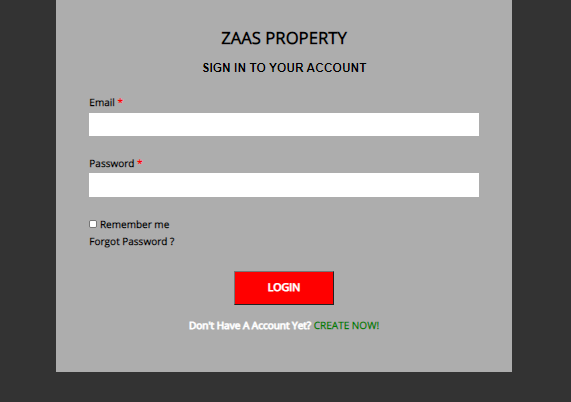 ZAAS PROPERTY
SIGN IN TO YOUR ACCOUNT
Email *
Password *
Remember me
Forgot Password ?
LOGIN
Don't Have A Account Yet? CREATE NOW!